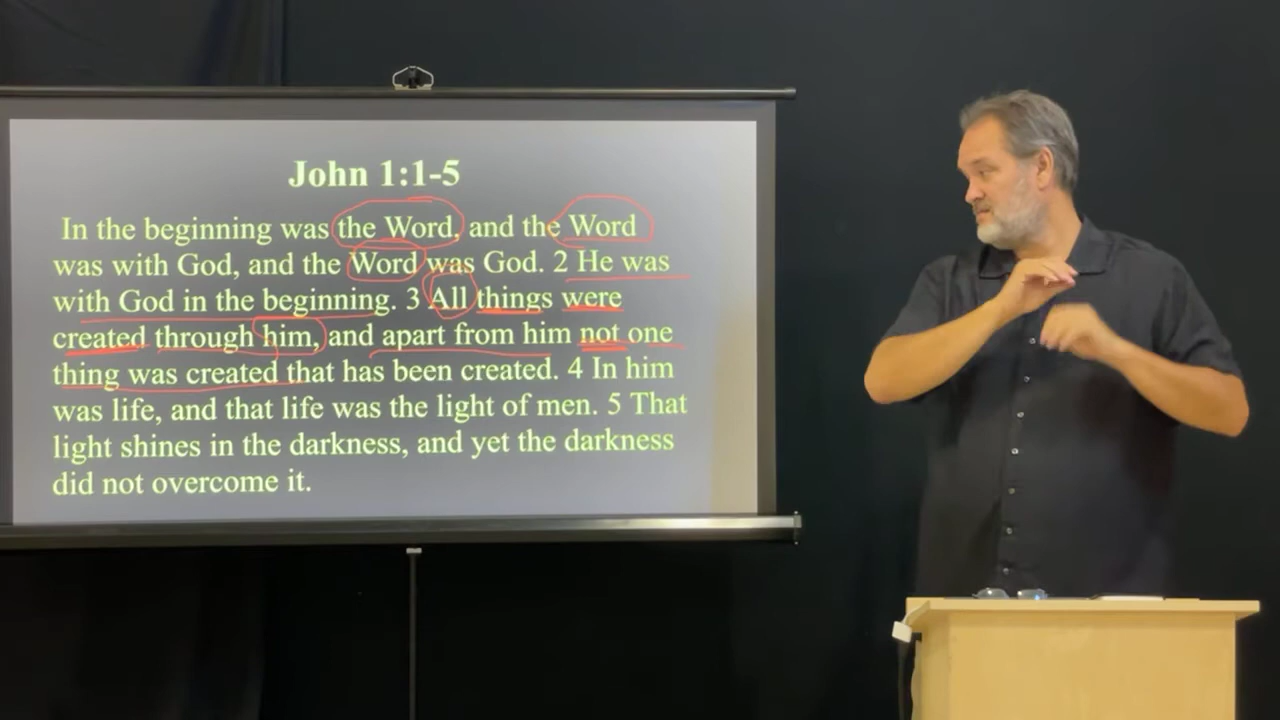 John 1:1-5
In the beginning was the Word, and the Word
was with God, and the Word was God. 2 He was
with God in the beginning. 3 All things were
created through him, and apart from him not one
thing was created that has been created. 4 In him
was life, and that life was the light of men. 5 That
light shines in the darkness, and yet the darkness
did not overcome it.